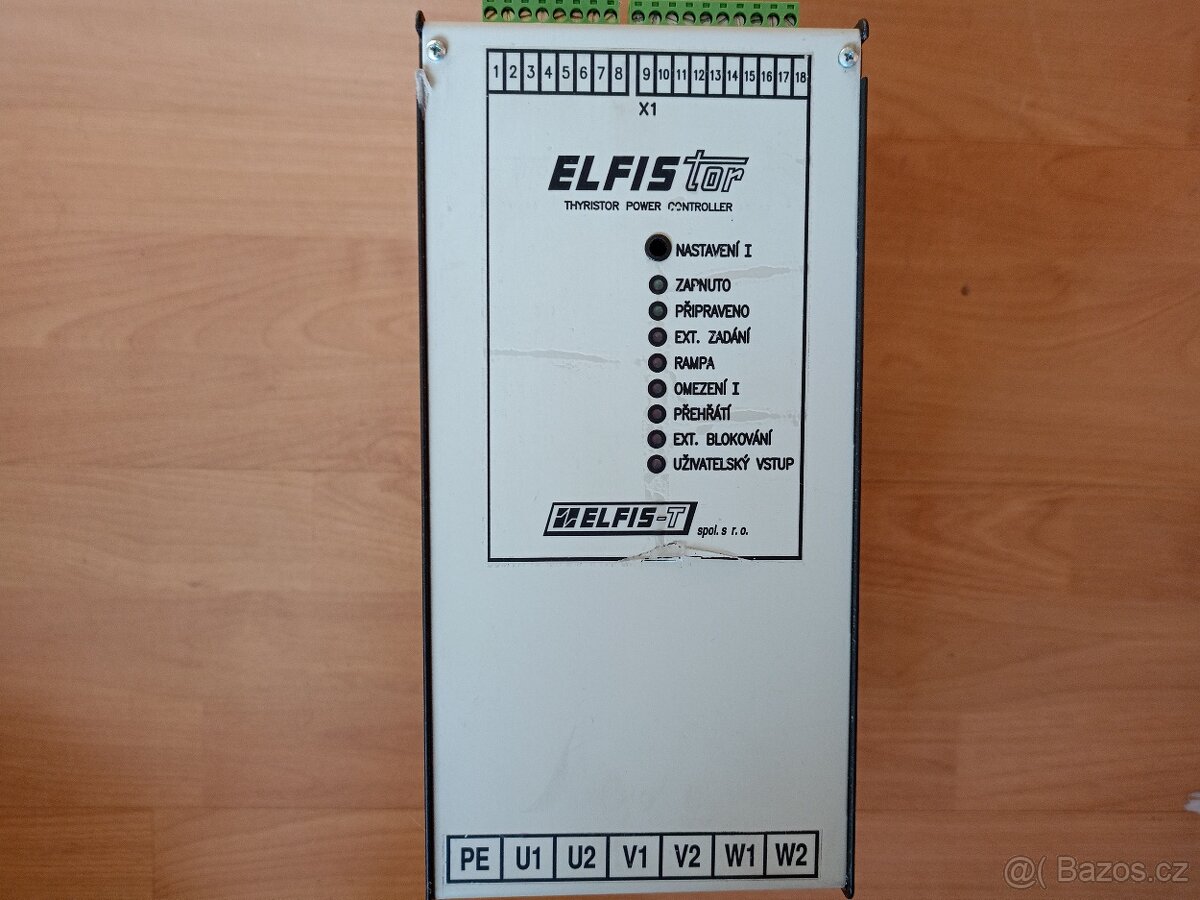 1 2 3 4 5 6 7 8 9 10 11 12 13 14 15 16 17 18
X1
ELFIStor
THYRISTOR POWER CONTROLLER
NASTAVENÍ I
ZAPNUTO
PŘIPRAVENO
EXT. ZADÁNÍ
RAMPA
OMEZENÍ I
PŘEHŘÁTÍ
EXT. BLOKOVÁNÍ
UŽIVATELSKÝ VSTUP
ELFIS-T spol. s r. o.
PE U1 U2 V1 V2 W1 W2
@( Bazos.cz